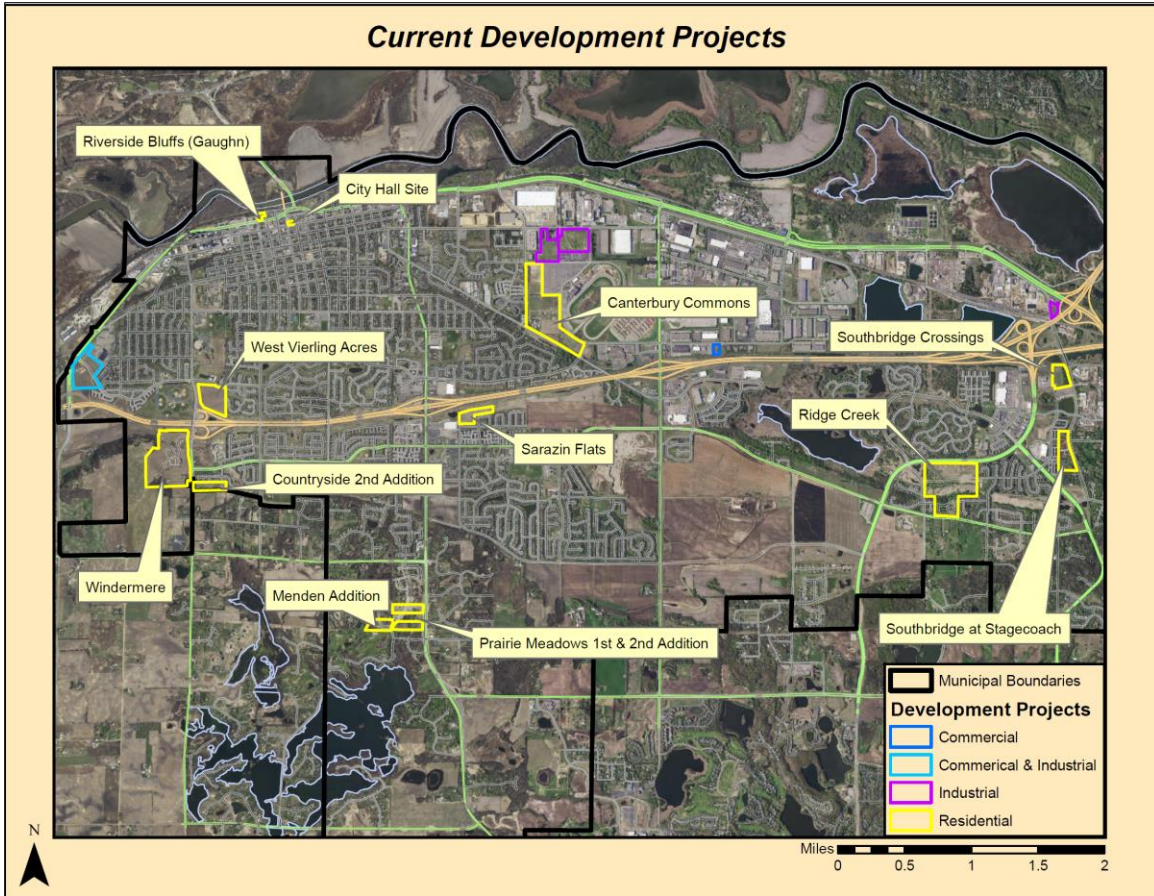 Current Development Projects
Riverside Bluffs (Gaughn)
City Hall Site
Canterbury Commons
West Vierling Acres
Southbridge Crossings
Ridge Creek
Sarazin Flats
Countryside 2nd Addition
Windermere
Menden Addition
Prairie Meadows 1st & 2nd Addition
Southbridge at Stagecoach
Municipal Boundaries
Development Projects
Commercial
Commerical & Industrial
Industrial
Residential
N
Miles
0 0.5 1 1.5 2